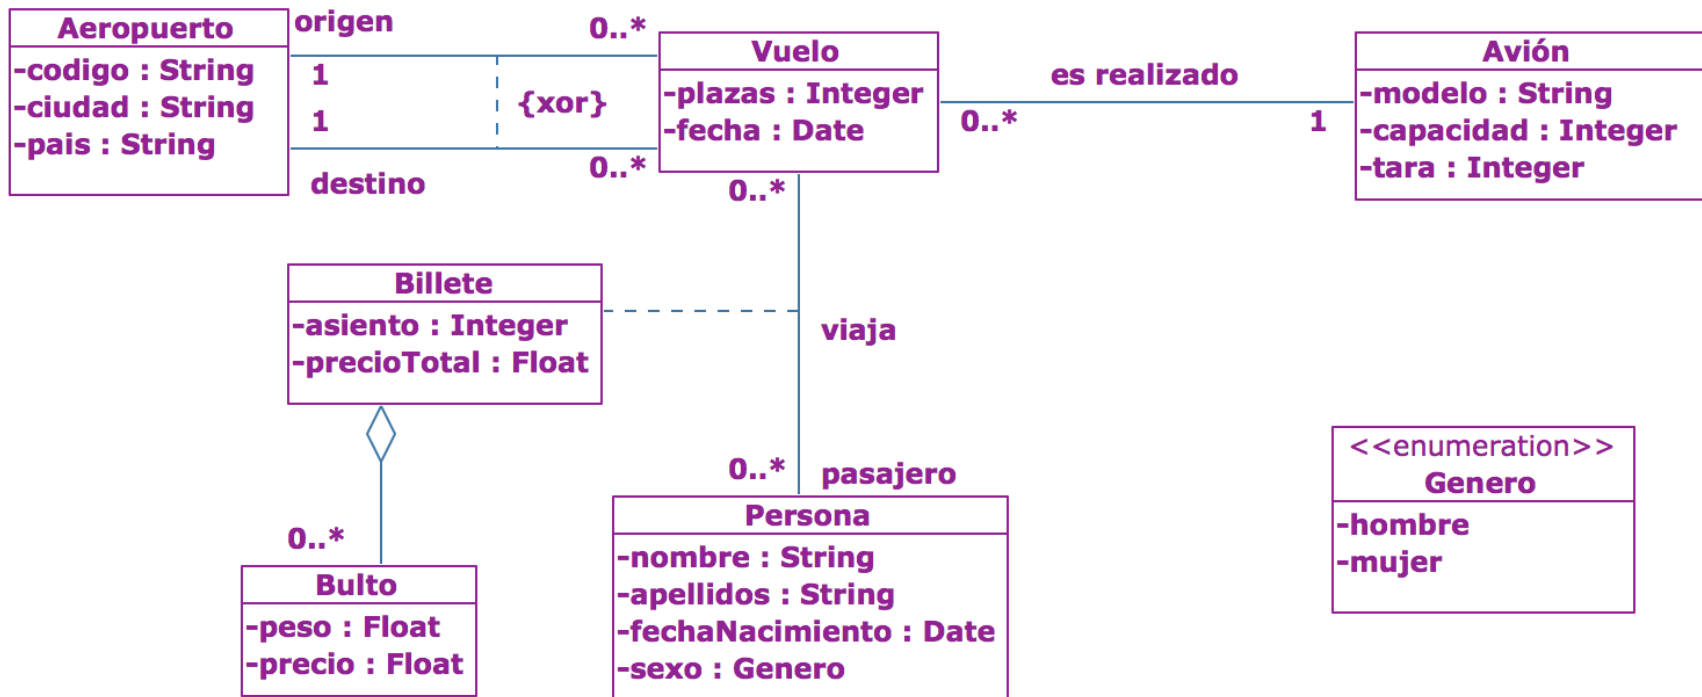 Aeropuerto
-codigo : String
-ciudad : String
-pais : String
origen
0..*
1
{xor}
1
0..*
destino
Vuelo
-plazas : Integer
-fecha : Date
es realizado
0..*
1
Avión
-modelo : String
-capacidad : Integer
-tara : Integer
0..*
Billete
-asiento : Integer
-precioTotal : Float
viaja
0..*
pasajero
0..*
Bulto
-peso : Float
-precio : Float
Persona
-nombre : String
-apellidos : String
-fechaNacimiento : Date
-sexo : Genero
<<enumeration>>
Genero
-hombre
-mujer